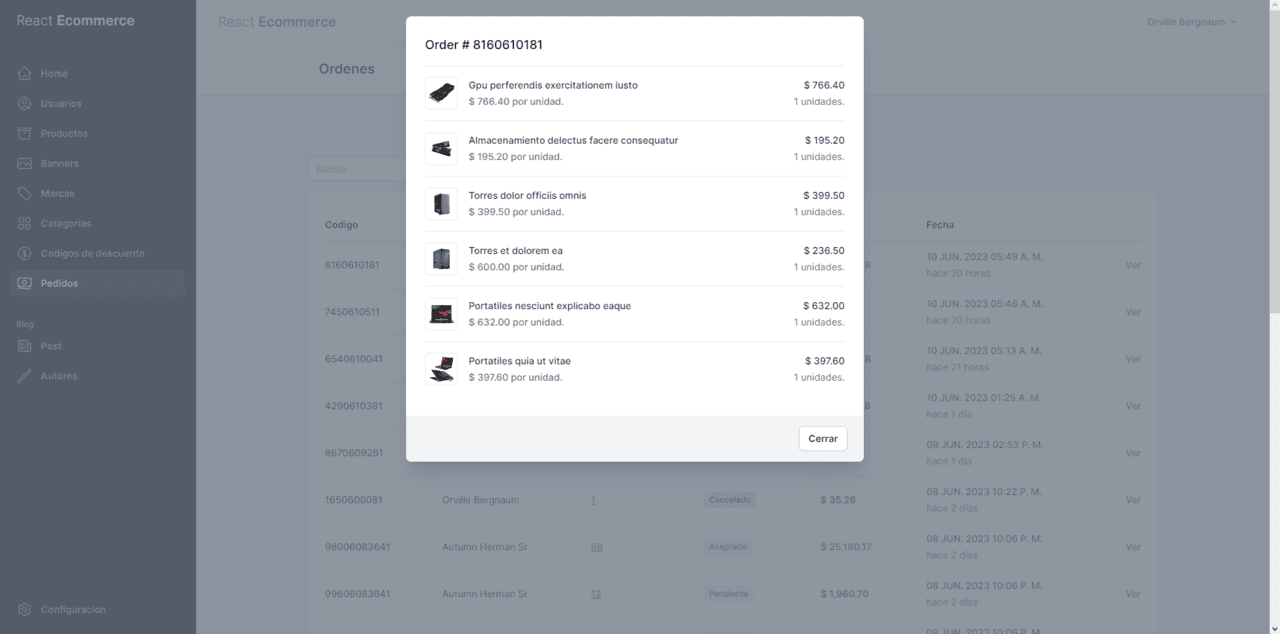 React Ecommerce
Home
Usuarios
Productos
Banners
Marcas
Categorias
Codigos de descuento
Pedidos
Blog
Post
Autores
Configuracion
React Ecommerce
Orville Bergnaum
Ordenes
Buscar
Order # 8160610181
Gpu perferendis exercitationem iusto $ 766.40
$ 766.40 por unidad. 1 unidades.
Almacenamiento delectus facere consequatur $ 195.20
$ 195.20 por unidad. 1 unidades.
Torres dolor officiis omnis $ 399.50
$ 399.50 por unidad. 1 unidades.
Torres et dolorem ea $ 236.50
$ 600.00 por unidad. 1 unidades.
Portatiles nesciunt explicabo eaque $ 632.00
$ 632.00 por unidad. 1 unidades.
Portatiles quia ut vitae $ 397.60
$ 397.60 por unidad. 1 unidades.
Cerrar
Codigo Fecha
8160610181 8 10 JUN. 2023 05:49 A. M. Ver
hace 20 horas
7450610511 10 JUN. 2023 05:46 A. M. Ver
hace 20 horas
6540610041 8 10 JUN. 2023 05:13 A. M. Ver
hace 21 horas
4290610381 8 10 JUN. 2023 01:25 A. M. Ver
hace 1 día
8670609261 09 JUN. 2023 02:53 P. M. Ver
hace 1 día
1650608081 Orville Bergnaum 1 Cancelado $ 35.28 08 JUN. 2023 10:22 P. M. Ver
hace 2 días
98006083641 Autumn Herman Sr. 66 Aceptado $ 25,180.17 08 JUN. 2023 10:06 P. M. Ver
hace 2 días
99606083641 Autumn Herman Sr. 12 Pendiente $ 1,960.70 08 JUN. 2023 10:06 P. M. Ver
hace 2 días
08 JUN. 2023 10:06 P. M.